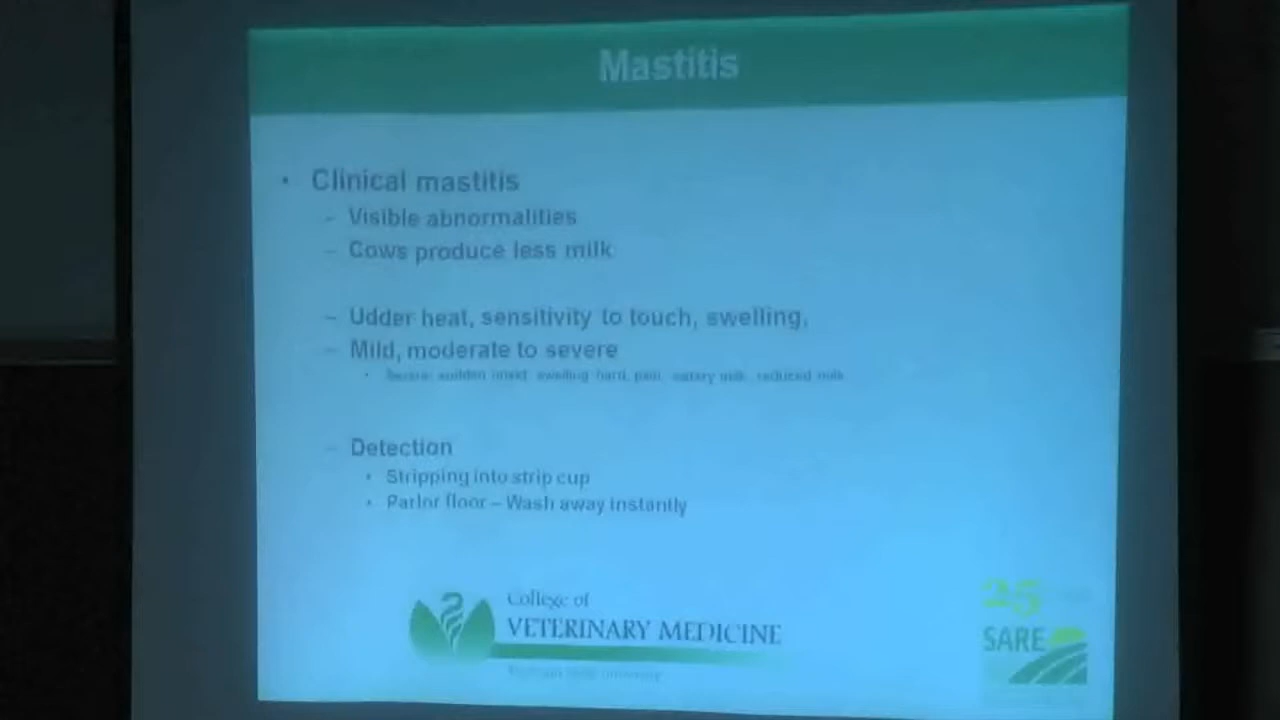 Mastitis
• Clinical mastitis
– Visible abnormalities
– Cows produce less milk
– Udder heat, sensitivity to touch, swelling,
– Mild, moderate to severe
• Severe: sudden onset, swelling hard, pain, watery milk, reduced milk
– Detection
• Stripping into strip cup
• Parlor floor – Wash away instantly
College of
VETERINARY MEDICINE
25
SARE